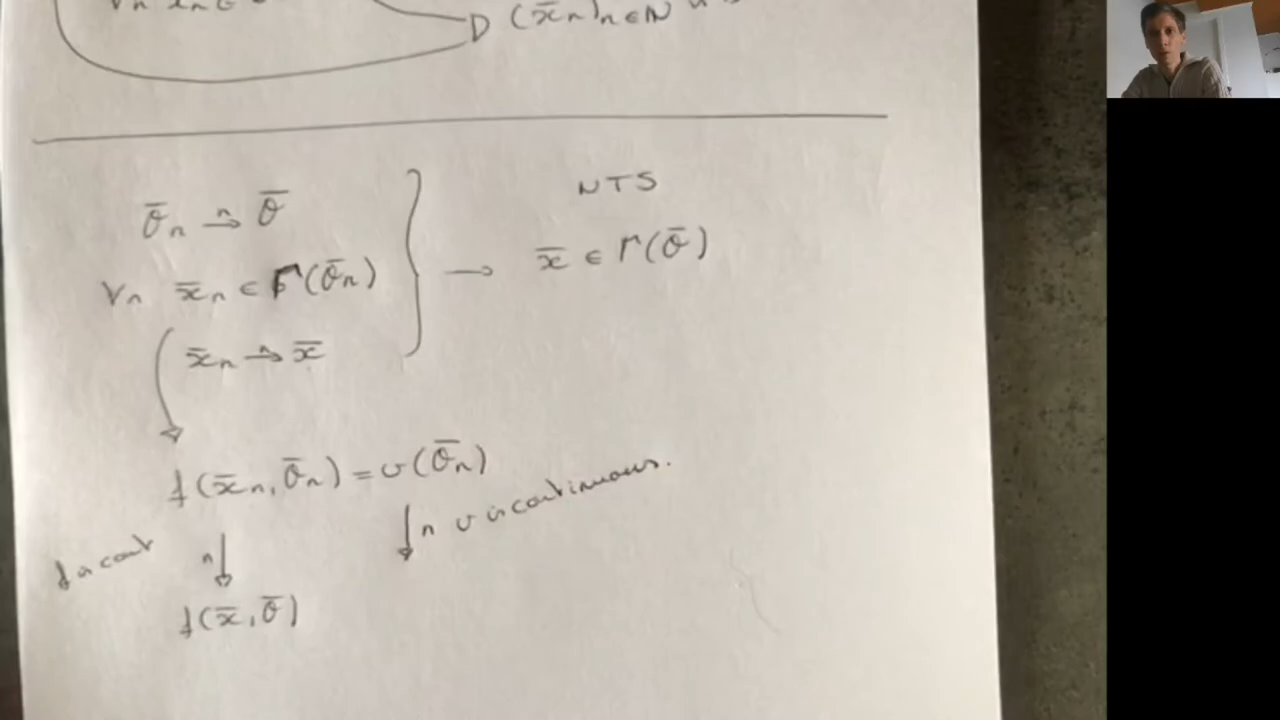 D (x̄ₙ)ₙ∈ℕ
NTS
θ̄ₙ →ⁿ θ̄
∀n x̄ₙ ∈ Γ(θ̄ₙ) → x̄ ∈ Γ(θ̄)
x̄ₙ →ⁿ x̄
f(x̄ₙ, θ̄ₙ) = v(θ̄ₙ)
f is cont n ↓ ↓ n v is continuous.
f(x̄, θ̄)